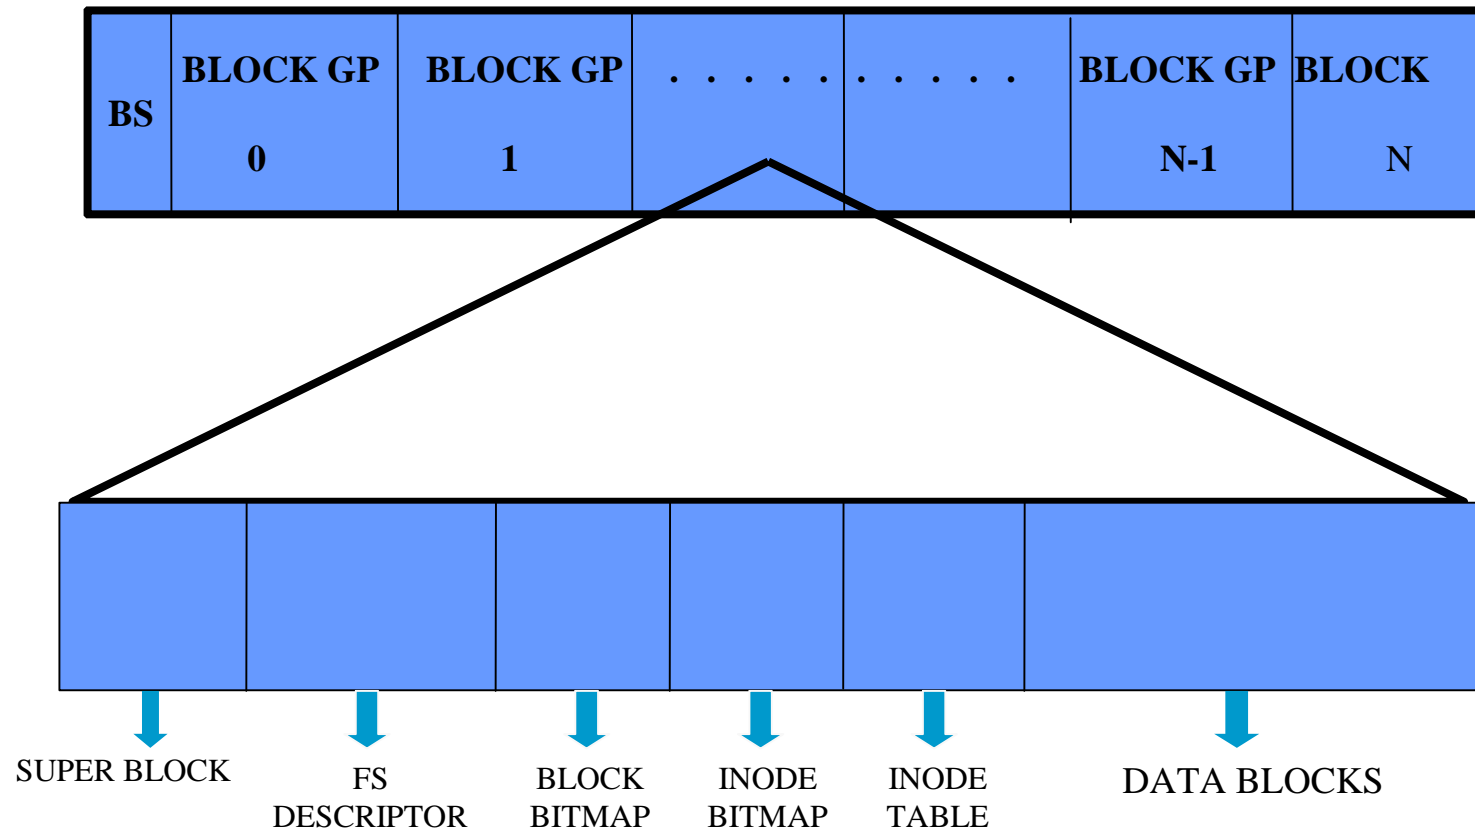 BS
BLOCK GP
0
BLOCK GP
1
. . . . . . . . . .
BLOCK GP
N-1
BLOCK
N
SUPER BLOCK
FS
DESCRIPTOR
BLOCK
BITMAP
INODE
BITMAP
INODE
TABLE
DATA BLOCKS